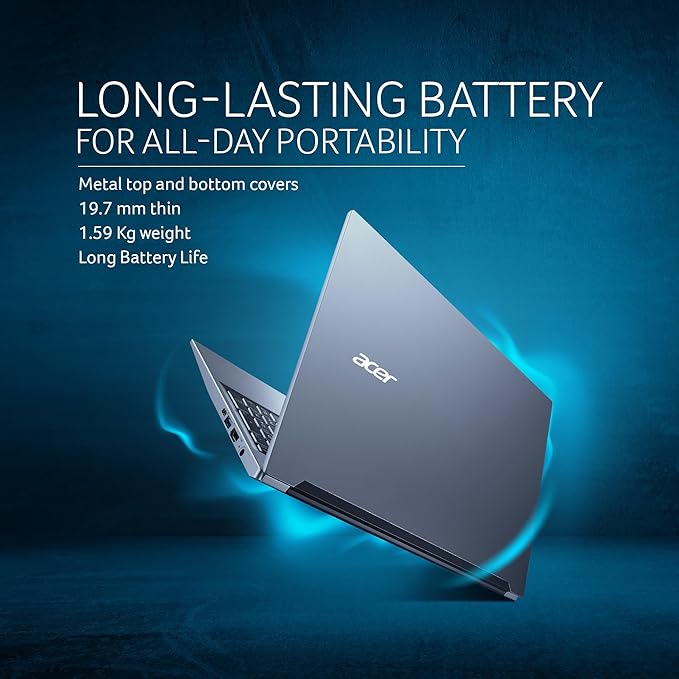 LONG-LASTING BATTERY
FOR ALL-DAY PORTABILITY
Metal top and bottom covers
19.7 mm thin
1.59 Kg weight
Long Battery Life
acer